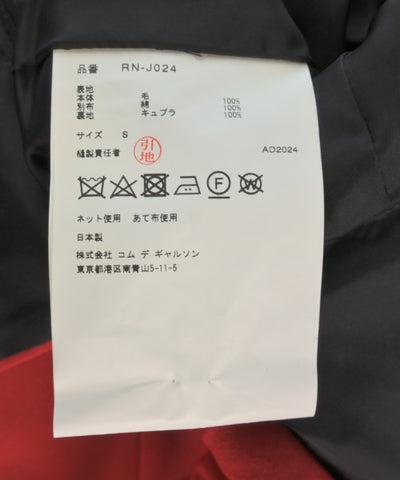 品番 RN-J024
表地
本体 毛 100%
別布 綿 100%
裏地 キュプラ 100%
サイズ S
縫製責任者 引地 AD2024
F W
ネット使用 あて布使用
日本製
株式会社 コム デ ギャルソン
東京都港区南青山5-11-5